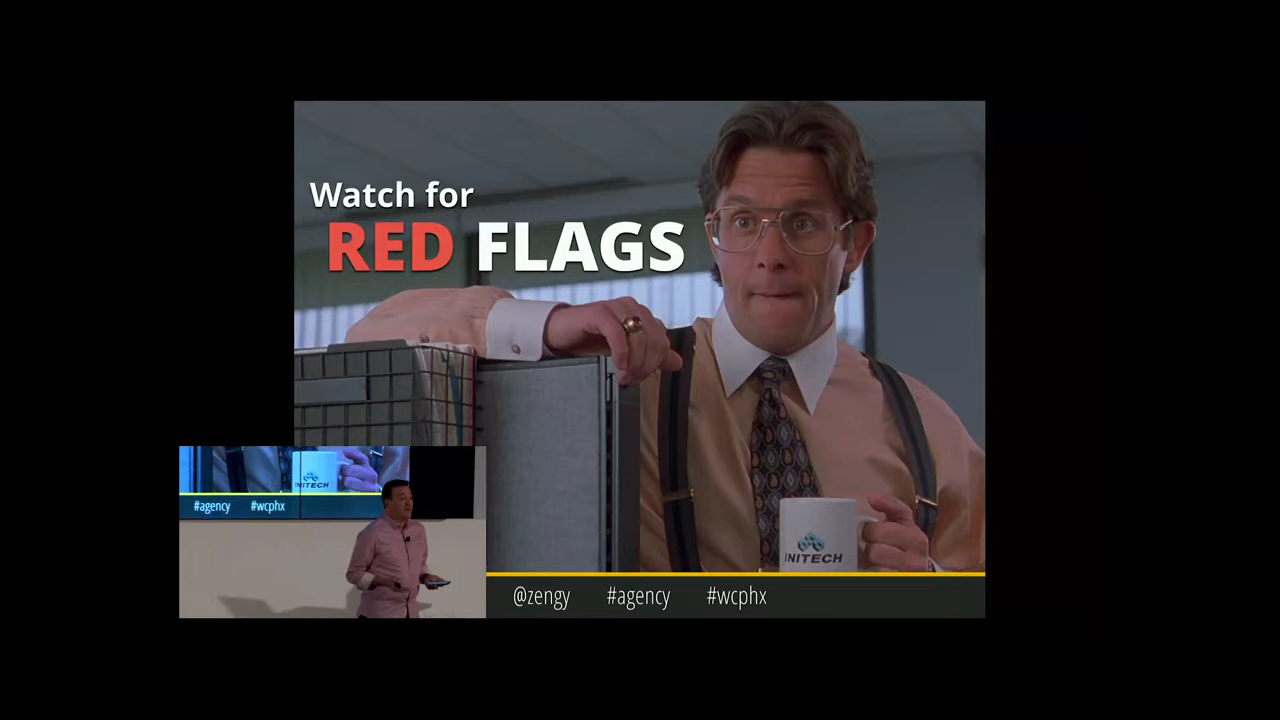 Watch for
RED FLAGS
INITECH
@zengy #agency #wcphx
INITECH
#agency #wcphx